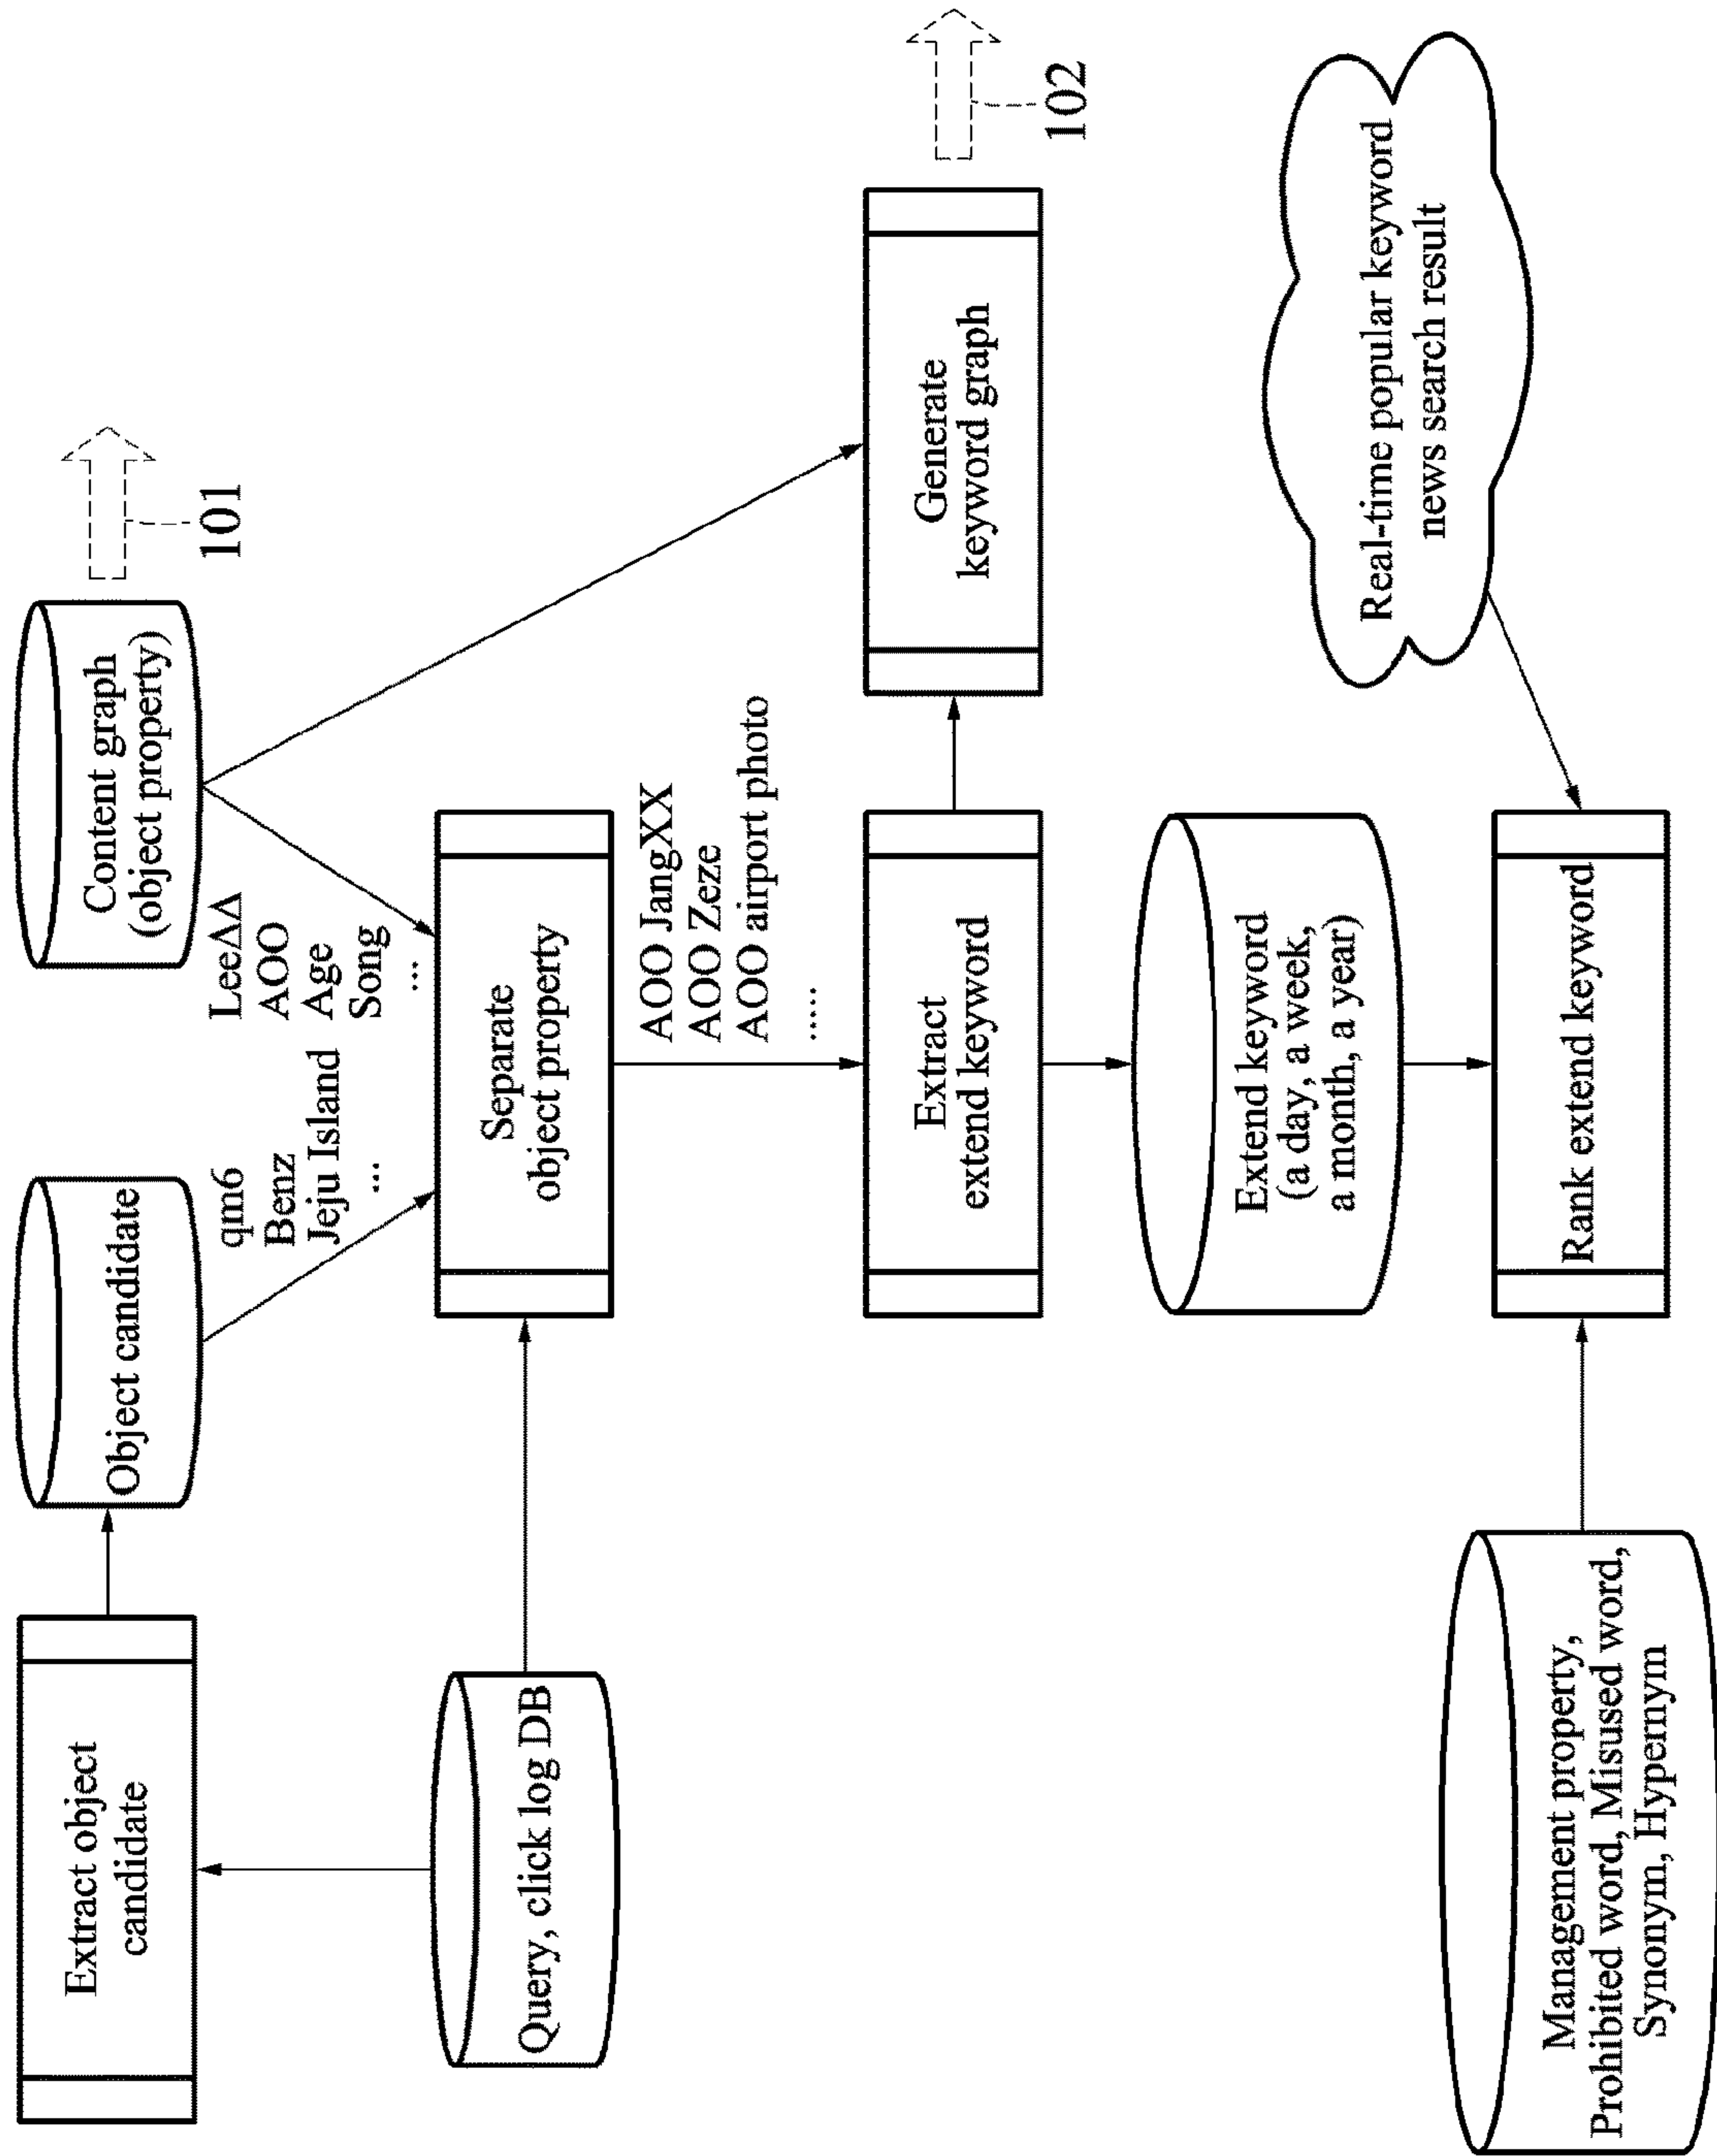 Extract object
candidate
Object candidate
Content graph
(object property)
101
qm6
Benz
Jeju Island
...
LeeΔΔ
AOO
Age
Song
...
Query, click log DB
Separate
object property
AOO JangXX
AOO Zeze
AOO airport photo
.....
Extract
extend keyword
Generate
keyword graph
102
Extend keyword
(a day, a week,
a month, a year)
Real-time popular keyword
news search result
Management property,
Prohibited word, Misused word,
Synonym, Hypernym
Rank extend keyword